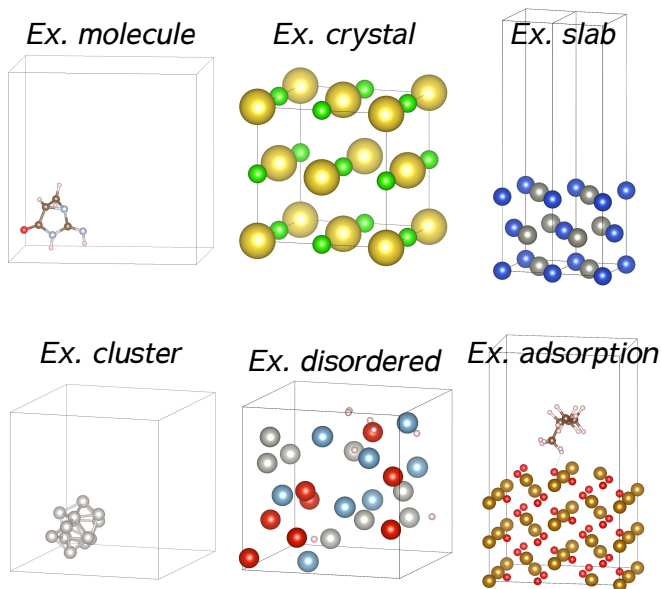 Ex. molecule
Ex. crystal
Ex. slab
Ex. cluster
Ex. disordered
Ex. adsorption